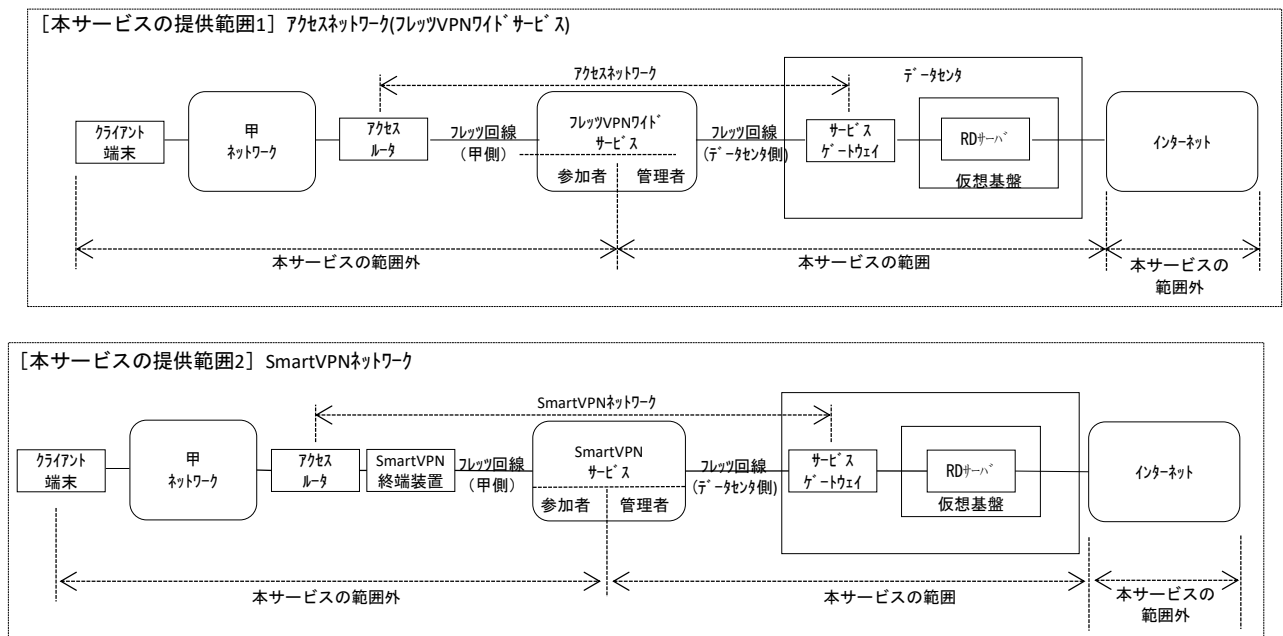 [本サービスの提供範囲1] ｱｸｾｽﾈｯﾄﾜｰｸ(ﾌﾚｯﾂVPNﾜｲﾄﾞｻｰﾋﾞｽ)
ｱｸｾｽﾈｯﾄﾜｰｸ
ﾃﾞｰﾀｾﾝﾀ
ｸﾗｲｱﾝﾄ
端末
甲
ﾈｯﾄﾜｰｸ
ｱｸｾｽ
ﾙｰﾀ
ﾌﾚｯﾂ回線
（甲側）
ﾌﾚｯﾂVPNﾜｲﾄﾞ
ｻｰﾋﾞｽ
参加者
管理者
ﾌﾚｯﾂ回線
(ﾃﾞｰﾀｾﾝﾀ側)
ｻｰﾋﾞｽ
ｹﾞｰﾄｳｪｲ
RDｻｰﾊﾞ
仮想基盤
ｲﾝﾀｰﾈｯﾄ
本サービスの範囲外
本サービスの範囲
本サービスの
範囲外
[本サービスの提供範囲2] SmartVPNﾈｯﾄﾜｰｸ
SmartVPNﾈｯﾄﾜｰｸ
ｸﾗｲｱﾝﾄ
端末
甲
ﾈｯﾄﾜｰｸ
ｱｸｾｽ
ﾙｰﾀ
SmartVPN
終端装置
ﾌﾚｯﾂ回線
（甲側）
SmartVPN
ｻｰﾋﾞｽ
参加者
管理者
ﾌﾚｯﾂ回線
(ﾃﾞｰﾀｾﾝﾀ側)
ｻｰﾋﾞｽ
ｹﾞｰﾄｳｪｲ
RDｻｰﾊﾞ
仮想基盤
ｲﾝﾀｰﾈｯﾄ
本サービスの範囲外
本サービスの範囲
本サービスの
範囲外